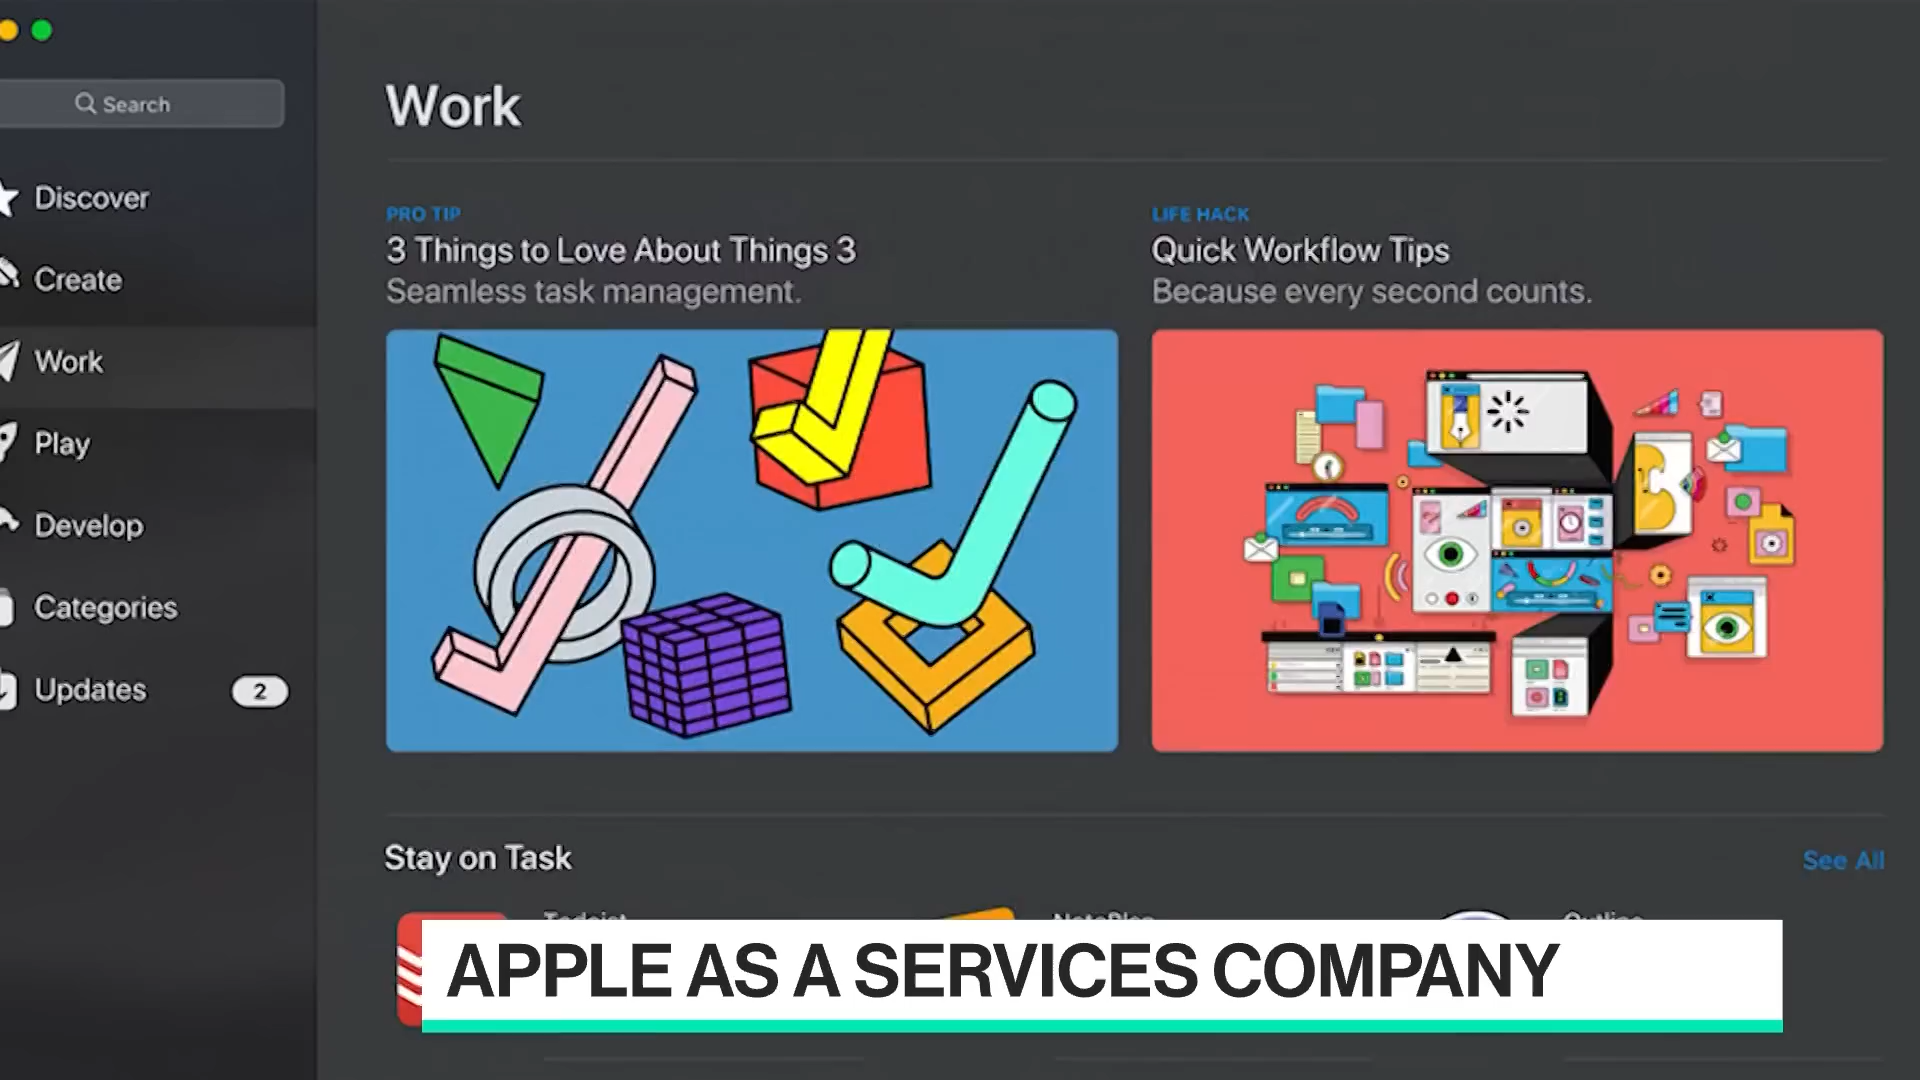 Search
Discover
Create
Work
Play
Develop
Categories
Updates
2
Work
PRO TIP
3 Things to Love About Things 3
Seamless task management.
LIFE HACK
Quick Workflow Tips
Because every second counts.
Stay on Task
See All
APPLE AS A SERVICES COMPANY